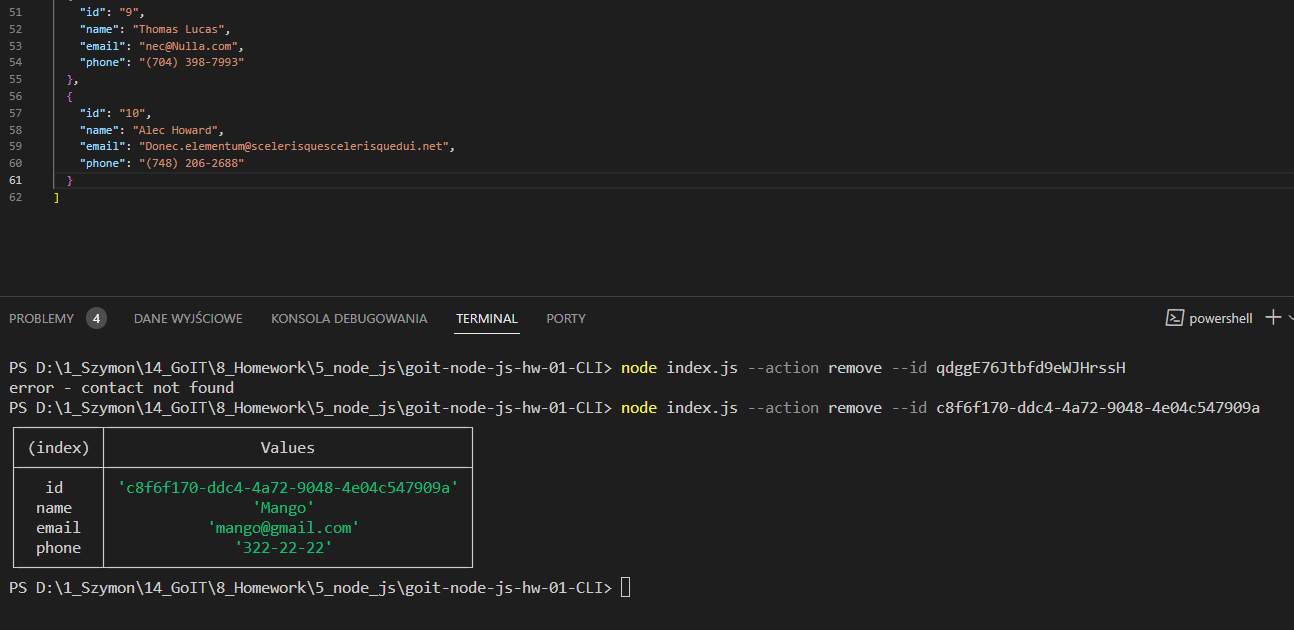 51 "id": "9",
52 "name": "Thomas Lucas",
53 "email": "nec@Nulla.com",
54 "phone": "(704) 398-7993"
55 },
56 {
57 "id": "10",
58 "name": "Alec Howard",
59 "email": "Donec.elementum@scelerisquescelerisquedui.net",
60 "phone": "(748) 206-2688"
61 }
62 ]
PROBLEMY 4 DANE WYJŚCIOWE KONSOLA DEBUGOWANIA TERMINAL PORTY powershell
PS D:\1_Szymon\14_GoIT\8_Homework\5_node_js\goit-node-js-hw-01-CLI> node index.js --action remove --id qdggE76Jtbfd9eWJHrssH
error - contact not found
PS D:\1_Szymon\14_GoIT\8_Homework\5_node_js\goit-node-js-hw-01-CLI> node index.js --action remove --id c8f6f170-ddc4-4a72-9048-4e04c547909a
(index) Values
id 'c8f6f170-ddc4-4a72-9048-4e04c547909a'
name 'Mango'
email 'mango@gmail.com'
phone '322-22-22'
PS D:\1_Szymon\14_GoIT\8_Homework\5_node_js\goit-node-js-hw-01-CLI>